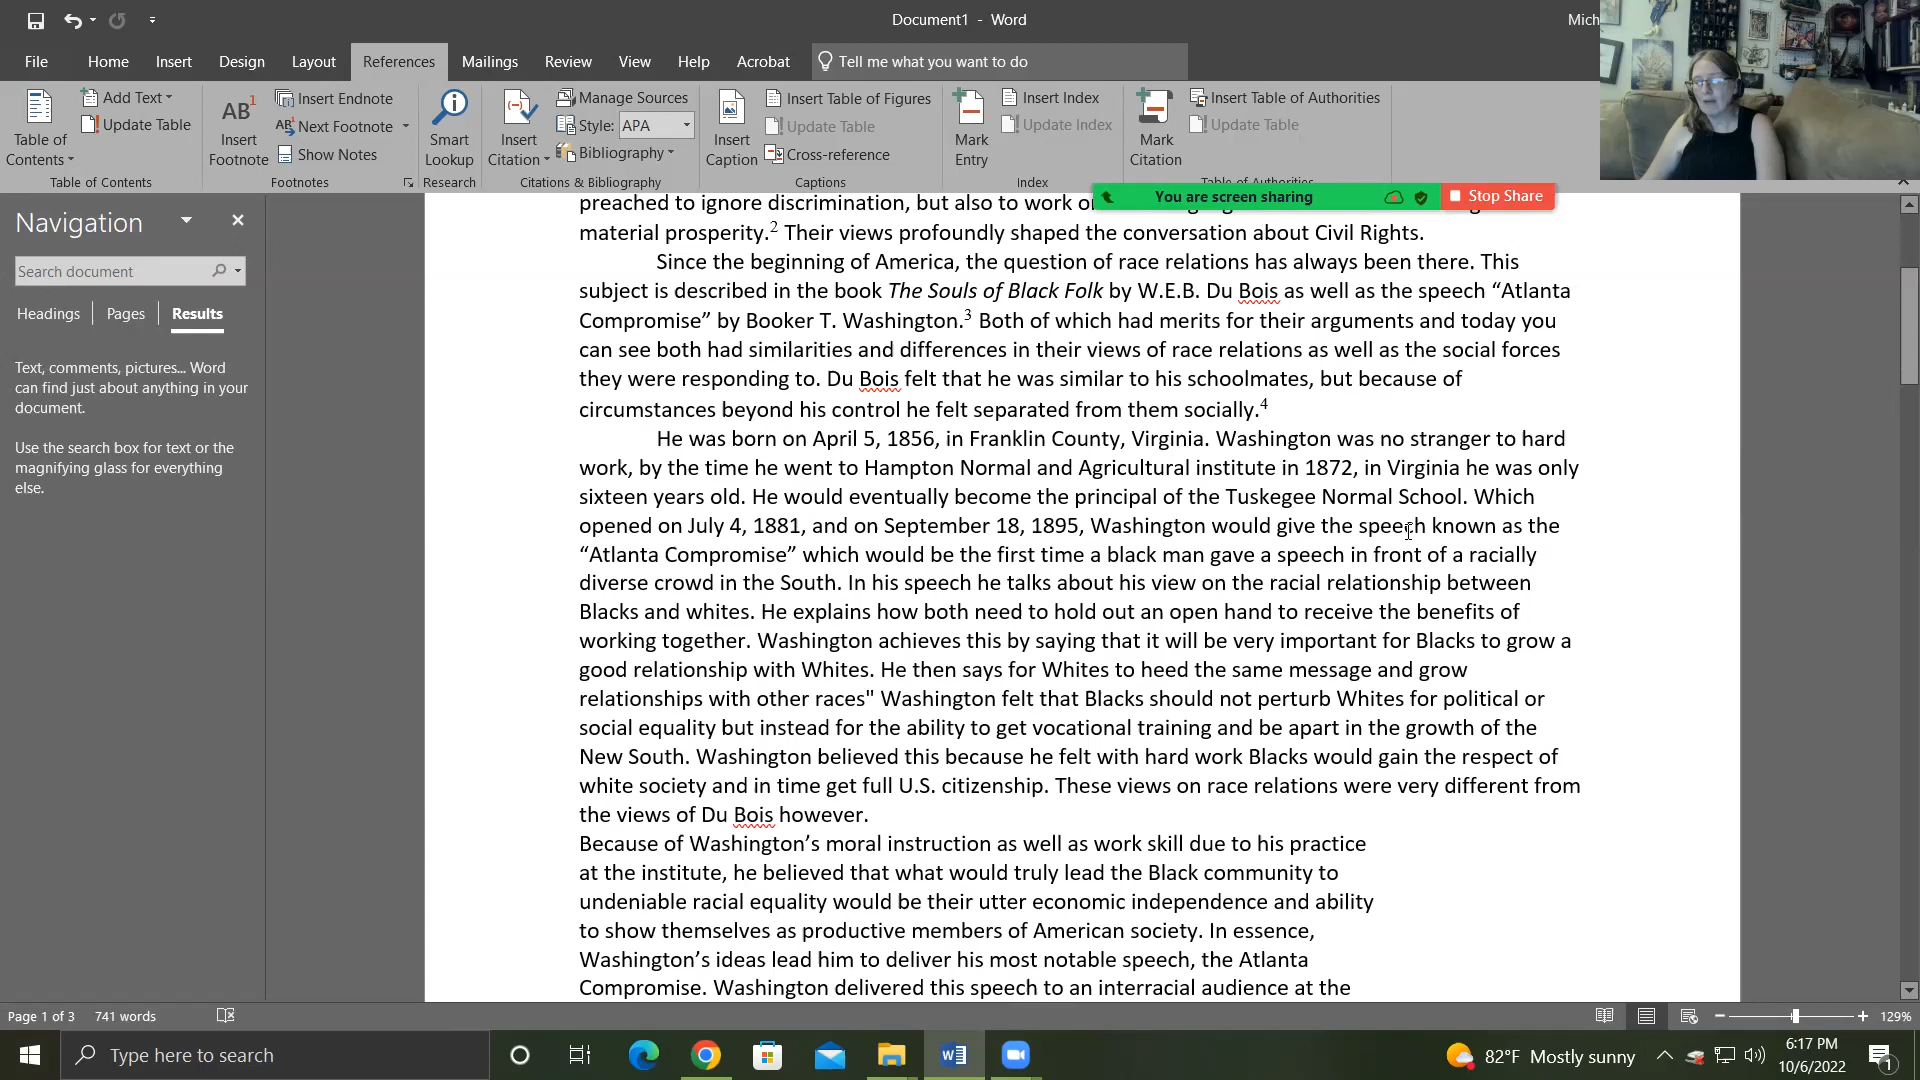 Document1 - Word
Mich
File Home Insert Design Layout References Mailings Review View Help Acrobat Tell me what you want to do
Table of Contents
Add Text
Update Table
Table of Contents
AB1
Insert Footnote
Insert Endnote
Next Footnote
Show Notes
Footnotes
Smart Lookup
Research
Insert Citation
Manage Sources
Style: APA
Bibliography
Citations & Bibliography
Insert Caption
Insert Table of Figures
Update Table
Cross-reference
Captions
Mark Entry
Insert Index
Update Index
Index
Mark Citation
Insert Table of Authorities
Update Table
Table of Authorities
You are screen sharing
Stop Share
Navigation
Search document
Headings Pages Results
Text, comments, pictures... Word
can find just about anything in your
document.
Use the search box for text or the
magnifying glass for everything
else.
preached to ignore discrimination, but also to work
material prosperity.2 Their views profoundly shaped the conversation about Civil Rights.
Since the beginning of America, the question of race relations has always been there. This
subject is described in the book The Souls of Black Folk by W.E.B. Du Bois as well as the speech “Atlanta
Compromise” by Booker T. Washington.3 Both of which had merits for their arguments and today you
can see both had similarities and differences in their views of race relations as well as the social forces
they were responding to. Du Bois felt that he was similar to his schoolmates, but because of
circumstances beyond his control he felt separated from them socially.4
He was born on April 5, 1856, in Franklin County, Virginia. Washington was no stranger to hard
work, by the time he went to Hampton Normal and Agricultural institute in 1872, in Virginia he was only
sixteen years old. He would eventually become the principal of the Tuskegee Normal School. Which
opened on July 4, 1881, and on September 18, 1895, Washington would give the speech known as the
“Atlanta Compromise” which would be the first time a black man gave a speech in front of a racially
diverse crowd in the South. In his speech he talks about his view on the racial relationship between
Blacks and whites. He explains how both need to hold out an open hand to receive the benefits of
working together. Washington achieves this by saying that it will be very important for Blacks to grow a
good relationship with Whites. He then says for Whites to heed the same message and grow
relationships with other races" Washington felt that Blacks should not perturb Whites for political or
social equality but instead for the ability to get vocational training and be apart in the growth of the
New South. Washington believed this because he felt with hard work Blacks would gain the respect of
white society and in time get full U.S. citizenship. These views on race relations were very different from
the views of Du Bois however.
Because of Washington’s moral instruction as well as work skill due to his practice
at the institute, he believed that what would truly lead the Black community to
undeniable racial equality would be their utter economic independence and ability
to show themselves as productive members of American society. In essence,
Washington’s ideas lead him to deliver his most notable speech, the Atlanta
Compromise. Washington delivered this speech to an interracial audience at the
Page 1 of 3 741 words
129%
Type here to search
82°F Mostly sunny
6:17 PM
10/6/2022
1